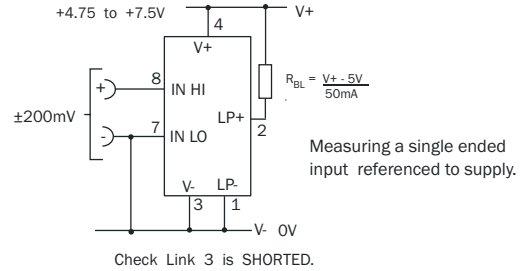 +4.75 to +7.5V
V+
4
V+
8
IN HI
+
±200mV
-
7
IN LO
LP+
2
RBL = V+ - 5V
50mA
Measuring a single ended
input referenced to supply.
V-
LP-
3
1
V- 0V
Check Link 3 is SHORTED.